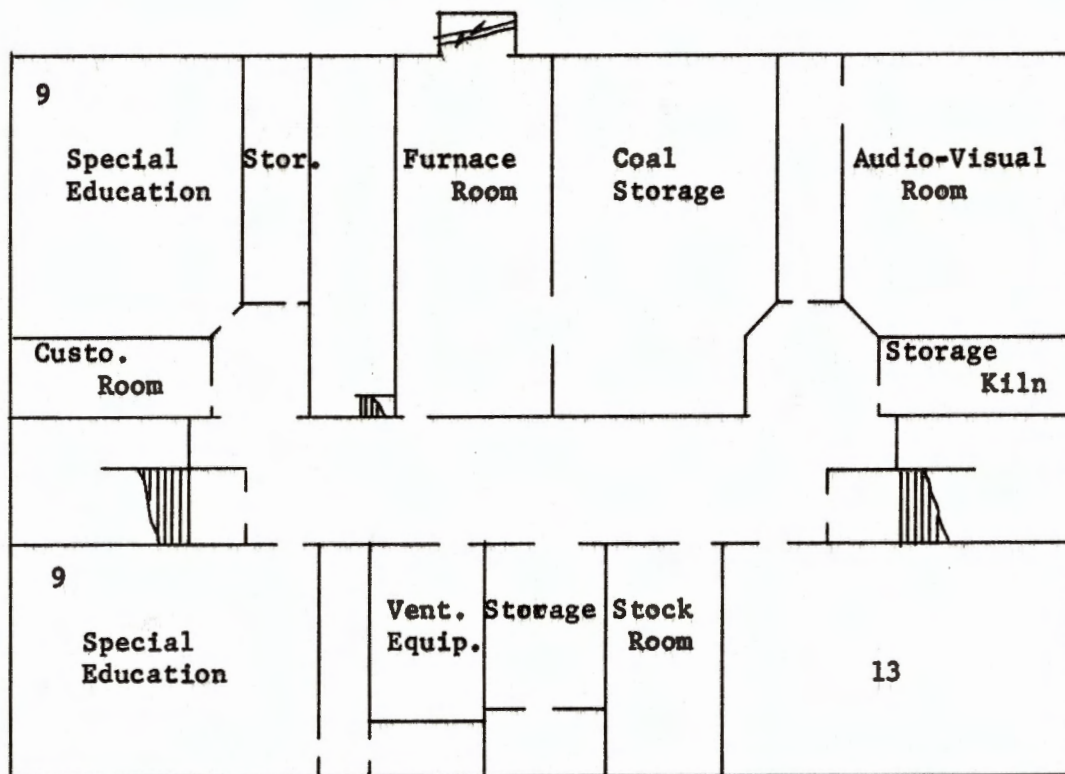 9
Special
Education
Stor.
Furnace
Room
Coal
Storage
Audio-Visual
Room
Custo.
Room
Storage
Kiln
9
Special
Education
Vent.
Equip.
Storage
Stock
Room
13